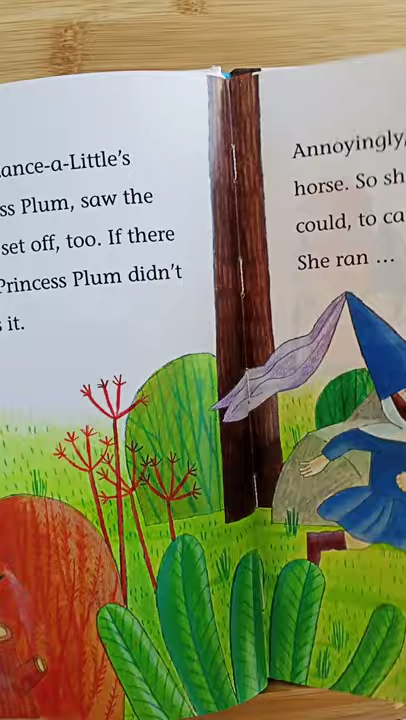 ance-a-Little's
ss Plum, saw the
set off, too. If there
Princess Plum didn't
it.
Annoyingly,
horse. So sh
could, to ca
She ran ...